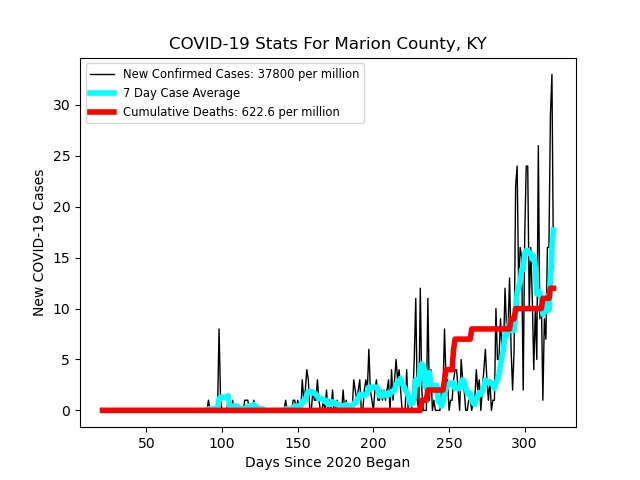 COVID-19 Stats For Marion County, KY
New Confirmed Cases: 37800 per million
7 Day Case Average
Cumulative Deaths: 622.6 per million
New COVID-19 Cases
30
25
20
15
10
5
0
50
100
150
200
250
300
Days Since 2020 Began